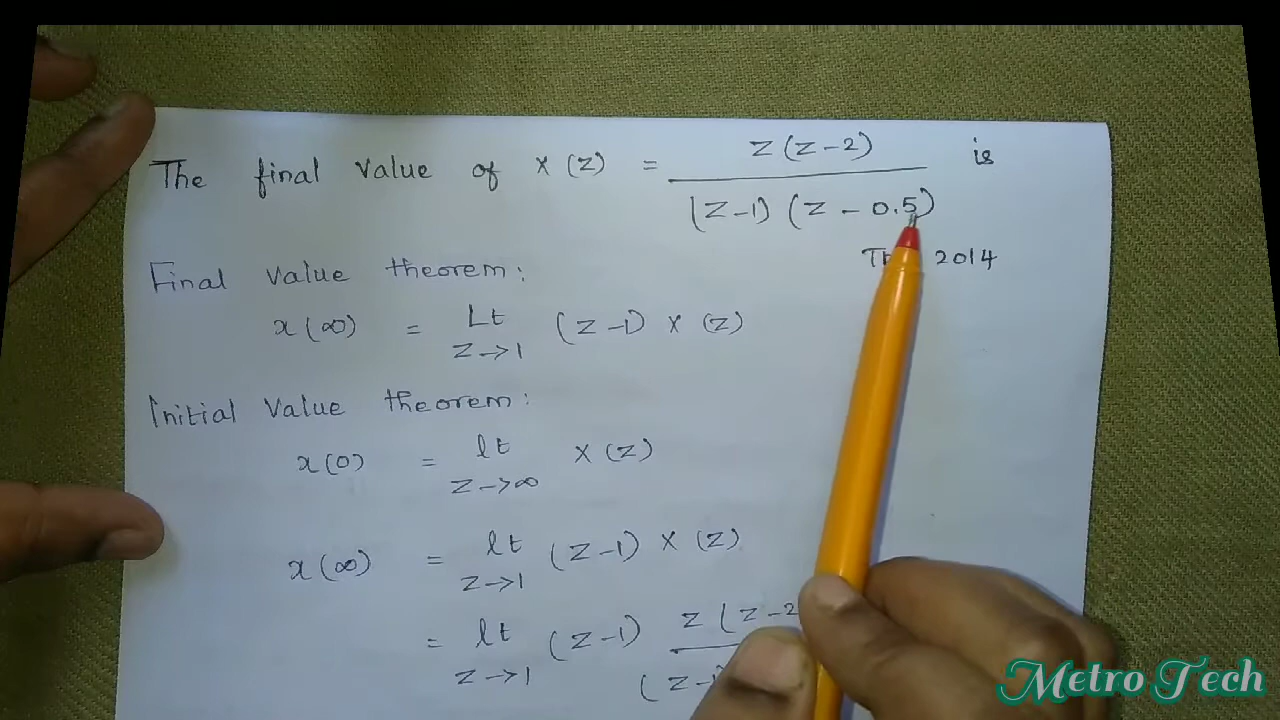 The final value of X(z) = z(z-2) is
(z-1) (z - 0.5)
2014
Final value theorem:
x(∞) = Lt (z-1) X (z)
z→1
Initial Value theorem:
x(0) = lt X(z)
z→∞
x(∞) = lt (z-1) X (z)
z→1
= lt (z-1) z(z-2
z→1 (z-1
Metro Tech